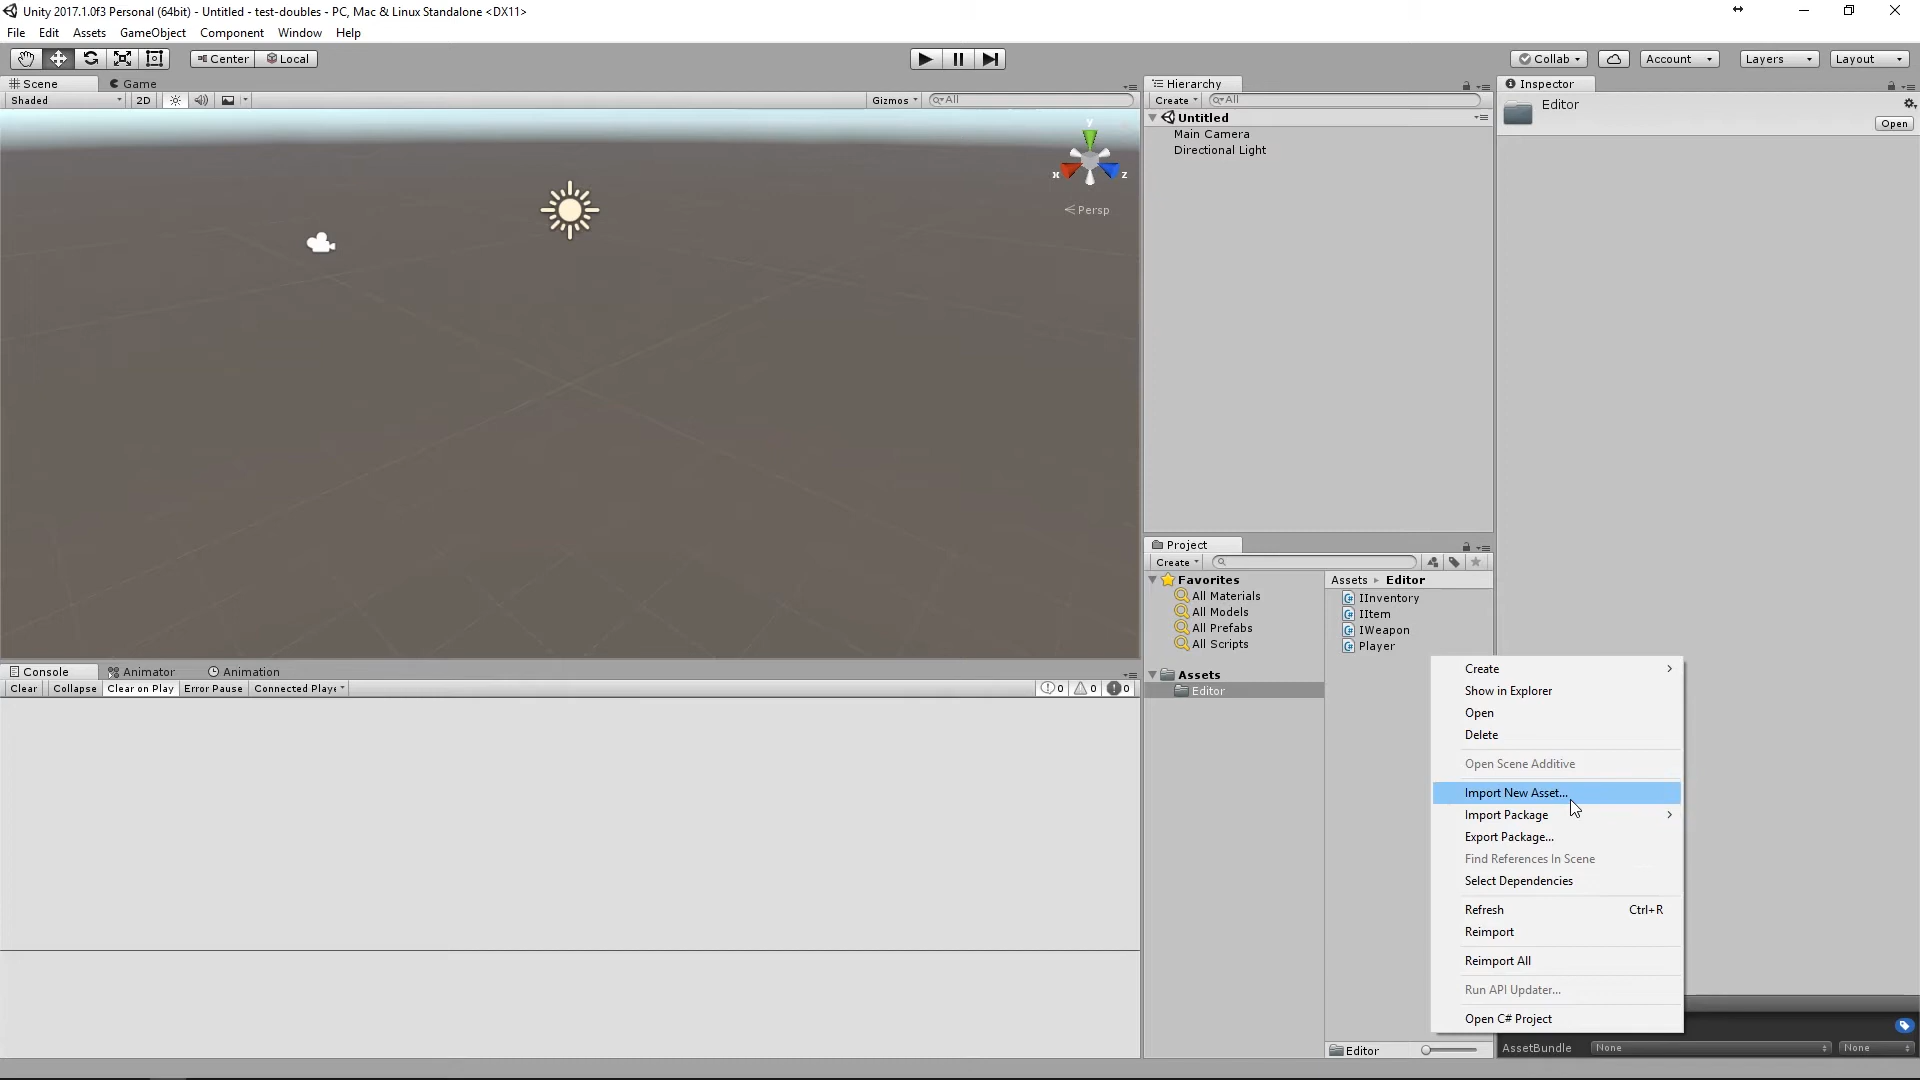 Unity 2017.1.0f3 Personal (64bit) - Untitled - test-doubles - PC, Mac & Linux Standalone <DX11>
File Edit Assets GameObject Component Window Help
Center Local Collab Account Layers Layout
Scene Game
Shaded 2D Gizmos All
y
x z
Persp
Hierarchy
Create All
Untitled
Main Camera
Directional Light
Inspector
Editor
Open
Project
Create
Favorites
All Materials
All Models
All Prefabs
All Scripts
Assets
Editor
Assets Editor
IInventory
IItem
IWeapon
Player
Create
Show in Explorer
Open
Delete
Open Scene Additive
Import New Asset...
Import Package
Export Package...
Find References In Scene
Select Dependencies
Refresh Ctrl+R
Reimport
Reimport All
Run API Updater...
Open C# Project
Console Animator Animation
Clear Collapse Clear on Play Error Pause Connected Playe 0 0 0
Editor
AssetBundle None None